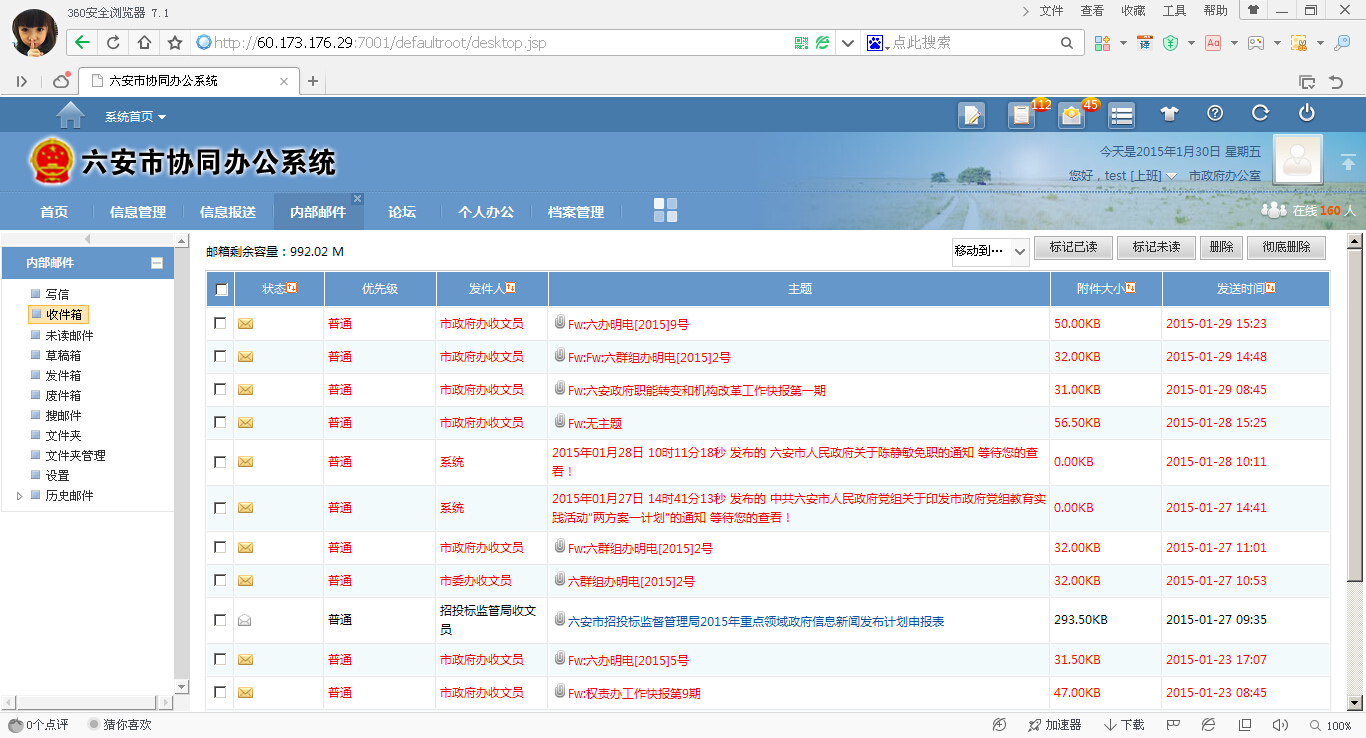 360安全浏览器 7.1
文件 查看 收藏 工具 帮助
http://60.173.176.29:7001/defaultroot/desktop.jsp
点此搜索
六安市协同办公系统
系统首页
112
45
六安市协同办公系统
今天是2015年1月30日 星期五
您好，test [上班] 市政府办公室
首页 信息管理 信息报送 内部邮件 论坛 个人办公 档案管理
在线 160 人
内部邮件
写信
收件箱
未读邮件
草稿箱
发件箱
废件箱
搜邮件
文件夹
文件夹管理
设置
历史邮件
邮箱剩余容量：992.02 M
移动到··· 标记已读 标记未读 删除 彻底删除
状态 优先级 发件人 主题 附件大小 发送时间
普通 市政府办收文员 Fw:六办明电[2015]9号 50.00KB 2015-01-29 15:23
普通 市政府办收文员 Fw:Fw:六群组办明电[2015]2号 32.00KB 2015-01-29 14:48
普通 市政府办收文员 Fw:六安政府职能转变和机构改革工作快报第一期 31.00KB 2015-01-29 08:45
普通 市政府办收文员 Fw:无主题 56.50KB 2015-01-28 15:25
普通 系统 2015年01月28日 10时11分18秒 发布的 六安市人民政府关于陈静敏免职的通知 等待您的查
看！ 0.00KB 2015-01-28 10:11
普通 系统 2015年01月27日 14时41分13秒 发布的 中共六安市人民政府党组关于印发市政府党组教育实
践活动“两方案一计划”的通知 等待您的查看！ 0.00KB 2015-01-27 14:41
普通 市政府办收文员 Fw:六群组办明电[2015]2号 32.00KB 2015-01-27 11:01
普通 市委办收文员 六群组办明电[2015]2号 32.00KB 2015-01-27 10:53
普通 招投标监管局收文
员 六安市招投标监督管理局2015年重点领域政府信息新闻发布计划申报表 293.50KB 2015-01-27 09:35
普通 市政府办收文员 Fw:六办明电[2015]5号 31.50KB 2015-01-23 17:07
普通 市政府办收文员 Fw:权责办工作快报第9期 47.00KB 2015-01-23 08:45
0个点评 猜你喜欢
加速器 下载 100%